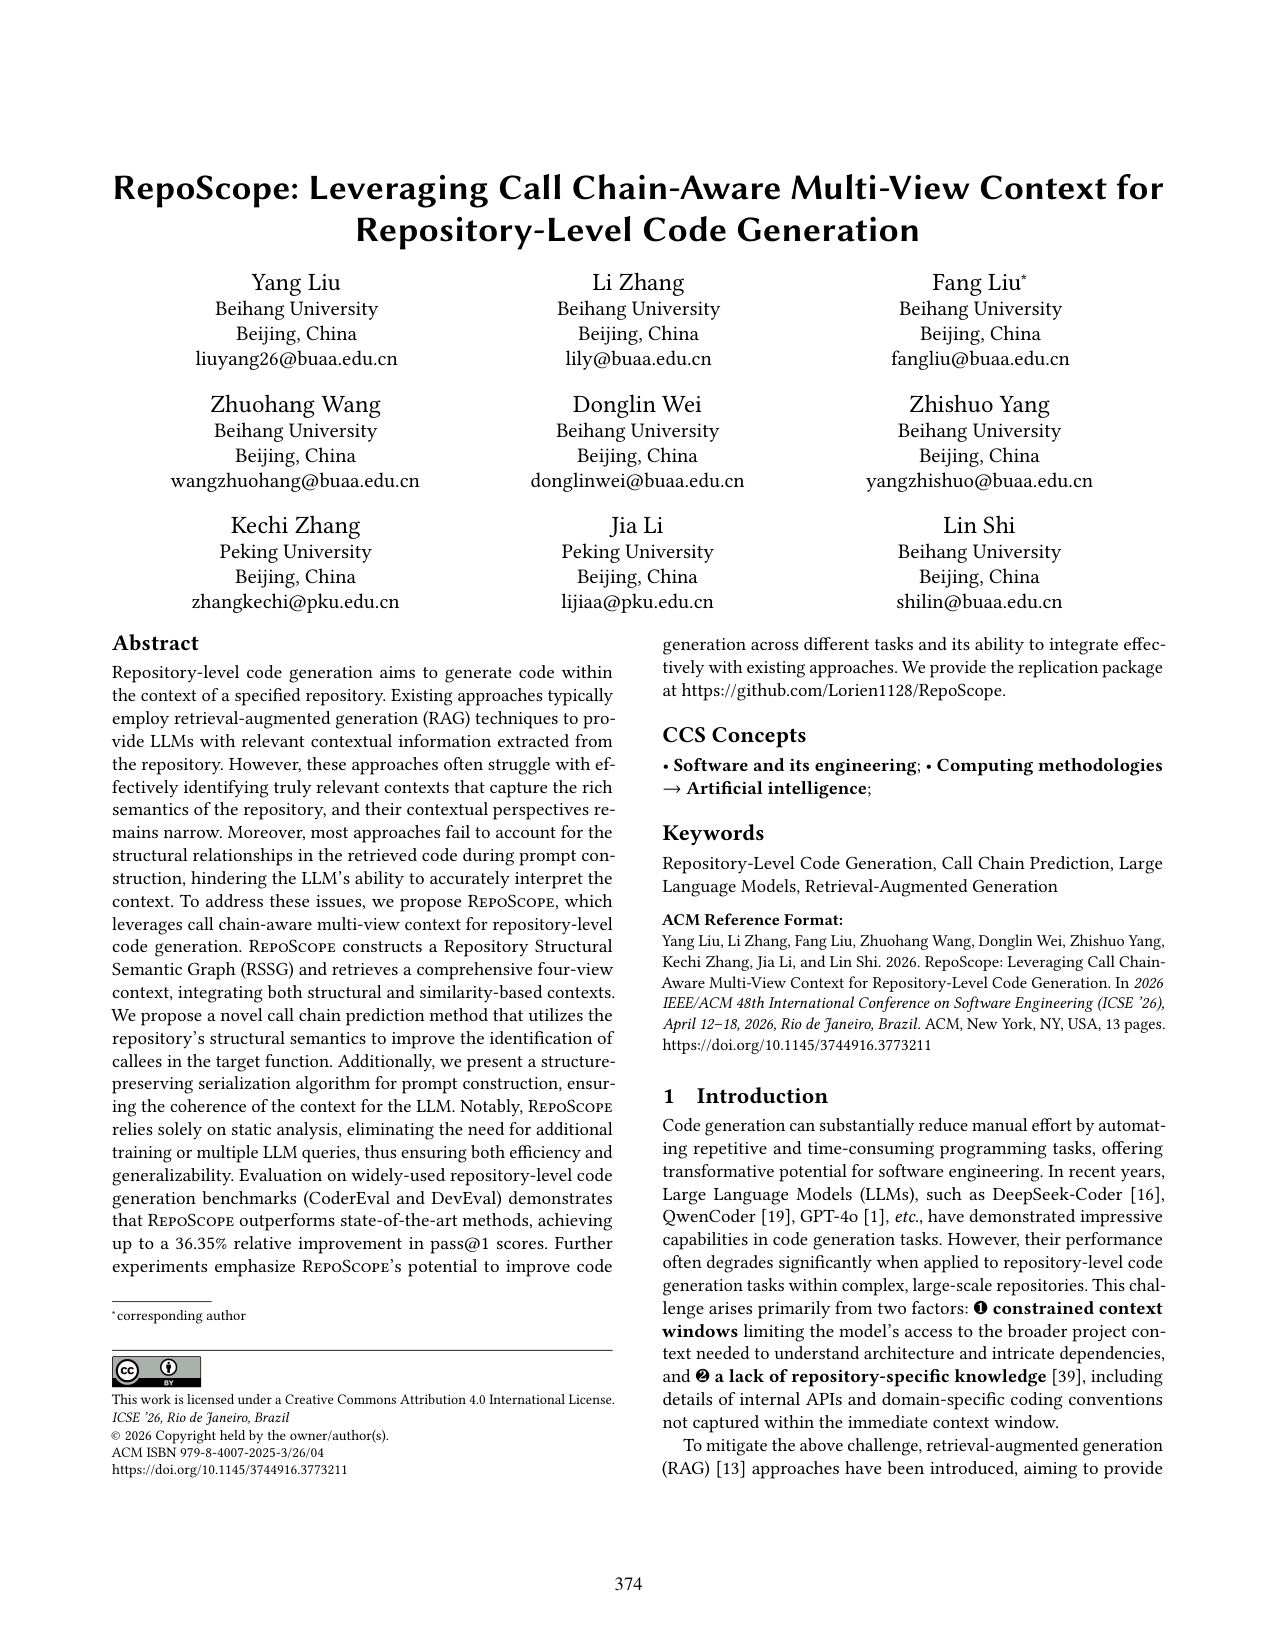 RepoScope: Leveraging Call Chain-Aware Multi-View Context for
Repository-Level Code Generation
Yang Liu
Beihang University
Beijing, China
liuyang26@buaa.edu.cn
Li Zhang
Beihang University
Beijing, China
lily@buaa.edu.cn
Fang Liu*
Beihang University
Beijing, China
fangliu@buaa.edu.cn
Zhuohang Wang
Beihang University
Beijing, China
wangzhuohang@buaa.edu.cn
Donglin Wei
Beihang University
Beijing, China
donglinwei@buaa.edu.cn
Zhishuo Yang
Beihang University
Beijing, China
yangzhishuo@buaa.edu.cn
Kechi Zhang
Peking University
Beijing, China
zhangkechi@pku.edu.cn
Jia Li
Peking University
Beijing, China
lijiaa@pku.edu.cn
Lin Shi
Beihang University
Beijing, China
shilin@buaa.edu.cn
Abstract
Repository-level code generation aims to generate code within
the context of a specified repository. Existing approaches typically
employ retrieval-augmented generation (RAG) techniques to pro-
vide LLMs with relevant contextual information extracted from
the repository. However, these approaches often struggle with ef-
fectively identifying truly relevant contexts that capture the rich
semantics of the repository, and their contextual perspectives re-
mains narrow. Moreover, most approaches fail to account for the
structural relationships in the retrieved code during prompt con-
struction, hindering the LLM's ability to accurately interpret the
context. To address these issues, we propose RepoScope, which
leverages call chain-aware multi-view context for repository-level
code generation. RepoScope constructs a Repository Structural
Semantic Graph (RSSG) and retrieves a comprehensive four-view
context, integrating both structural and similarity-based contexts.
We propose a novel call chain prediction method that utilizes the
repository's structural semantics to improve the identification of
callees in the target function. Additionally, we present a structure-
preserving serialization algorithm for prompt construction, ensur-
ing the coherence of the context for the LLM. Notably, RepoScope
relies solely on static analysis, eliminating the need for additional
training or multiple LLM queries, thus ensuring both efficiency and
generalizability. Evaluation on widely-used repository-level code
generation benchmarks (CoderEval and DevEval) demonstrates
that RepoScope outperforms state-of-the-art methods, achieving
up to a 36.35% relative improvement in pass@1 scores. Further
experiments emphasize RepoScope's potential to improve code
*corresponding author
cc BY
This work is licensed under a Creative Commons Attribution 4.0 International License.
ICSE '26, Rio de Janeiro, Brazil
© 2026 Copyright held by the owner/author(s).
ACM ISBN 979-8-4007-2025-3/26/04
https://doi.org/10.1145/3744916.3773211
generation across different tasks and its ability to integrate effec-
tively with existing approaches. We provide the replication package
at https://github.com/Lorien1128/RepoScope.
CCS Concepts
• Software and its engineering; • Computing methodologies
→ Artificial intelligence;
Keywords
Repository-Level Code Generation, Call Chain Prediction, Large
Language Models, Retrieval-Augmented Generation
ACM Reference Format:
Yang Liu, Li Zhang, Fang Liu, Zhuohang Wang, Donglin Wei, Zhishuo Yang,
Kechi Zhang, Jia Li, and Lin Shi. 2026. RepoScope: Leveraging Call Chain-
Aware Multi-View Context for Repository-Level Code Generation. In 2026
IEEE/ACM 48th International Conference on Software Engineering (ICSE '26),
April 12–18, 2026, Rio de Janeiro, Brazil. ACM, New York, NY, USA, 13 pages.
https://doi.org/10.1145/3744916.3773211
1 Introduction
Code generation can substantially reduce manual effort by automat-
ing repetitive and time-consuming programming tasks, offering
transformative potential for software engineering. In recent years,
Large Language Models (LLMs), such as DeepSeek-Coder [16],
QwenCoder [19], GPT-4o [1], etc., have demonstrated impressive
capabilities in code generation tasks. However, their performance
often degrades significantly when applied to repository-level code
generation tasks within complex, large-scale repositories. This chal-
lenge arises primarily from two factors: ❶ constrained context
windows limiting the model's access to the broader project con-
text needed to understand architecture and intricate dependencies,
and ❷ a lack of repository-specific knowledge [39], including
details of internal APIs and domain-specific coding conventions
not captured within the immediate context window.
To mitigate the above challenge, retrieval-augmented generation
(RAG) [13] approaches have been introduced, aiming to provide
374